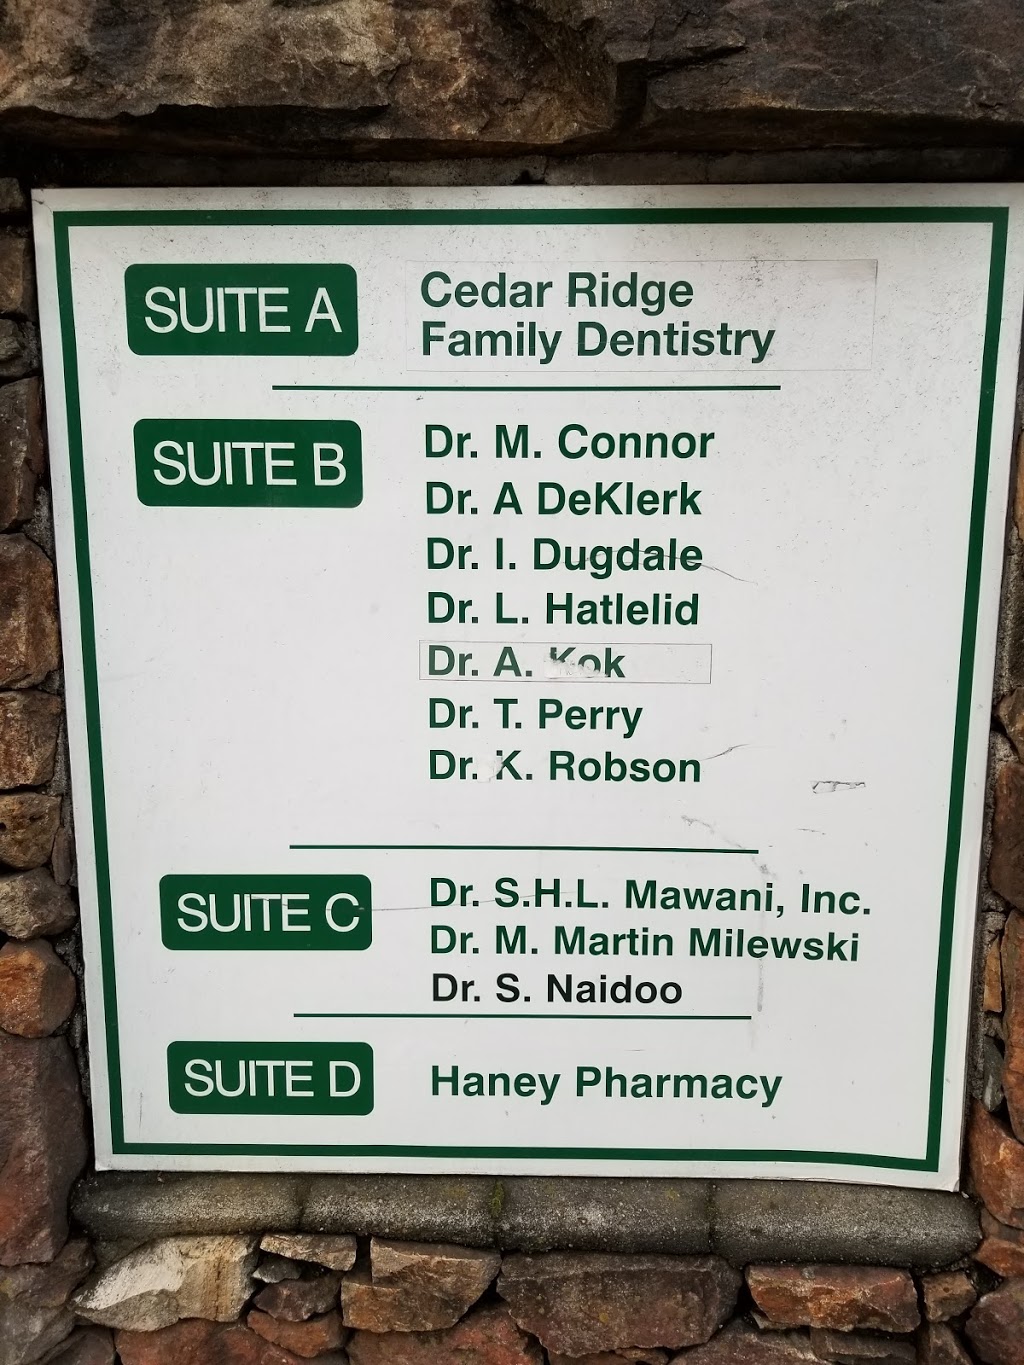 SUITE A
Cedar Ridge
Family Dentistry
SUITE B
Dr. M. Connor
Dr. A DeKlerk
Dr. I. Dugdale
Dr. L. Hatlelid
Dr. A. Kok
Dr. T. Perry
Dr. K. Robson
SUITE C
Dr. S.H.L. Mawani, Inc.
Dr. M. Martin Milewski
Dr. S. Naidoo
SUITE D
Haney Pharmacy